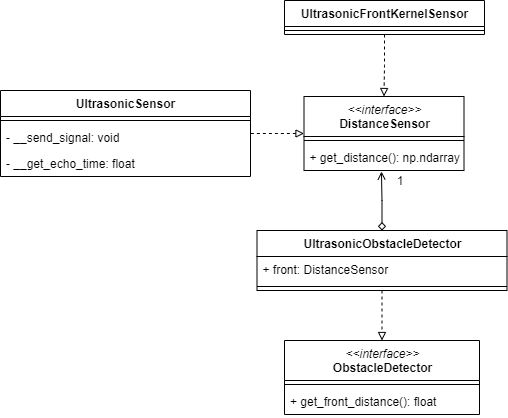 UltrasonicFrontKernelSensor
UltrasonicSensor
- __send_signal: void
- __get_echo_time: float
<<interface>>
DistanceSensor
+ get_distance(): np.ndarray
1
UltrasonicObstacleDetector
+ front: DistanceSensor
<<interface>>
ObstacleDetector
+ get_front_distance(): float